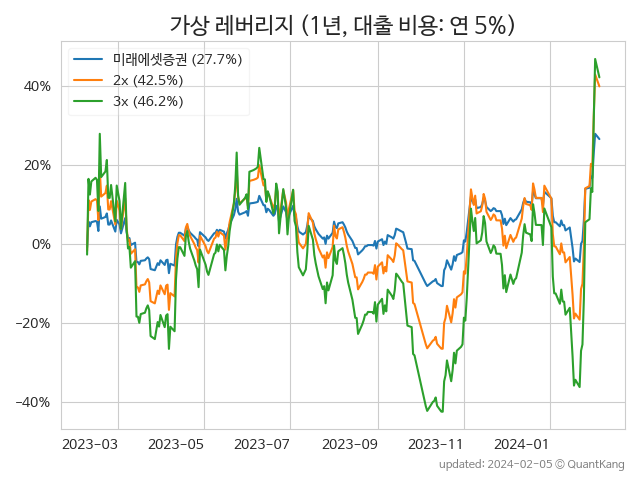 가상 레버리지 (1년, 대출 비용: 연 5%)
미래에셋증권 (27.7%)
2x (42.5%)
3x (46.2%)
40%
20%
0%
−20%
−40%
2023-03 2023-05 2023-07 2023-09 2023-11 2024-01
updated: 2024-02-05 © QuantKang